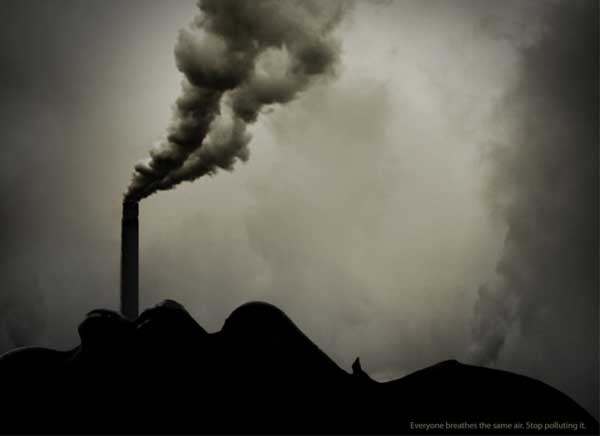 Everyone breathes the same air. Stop polluting it.